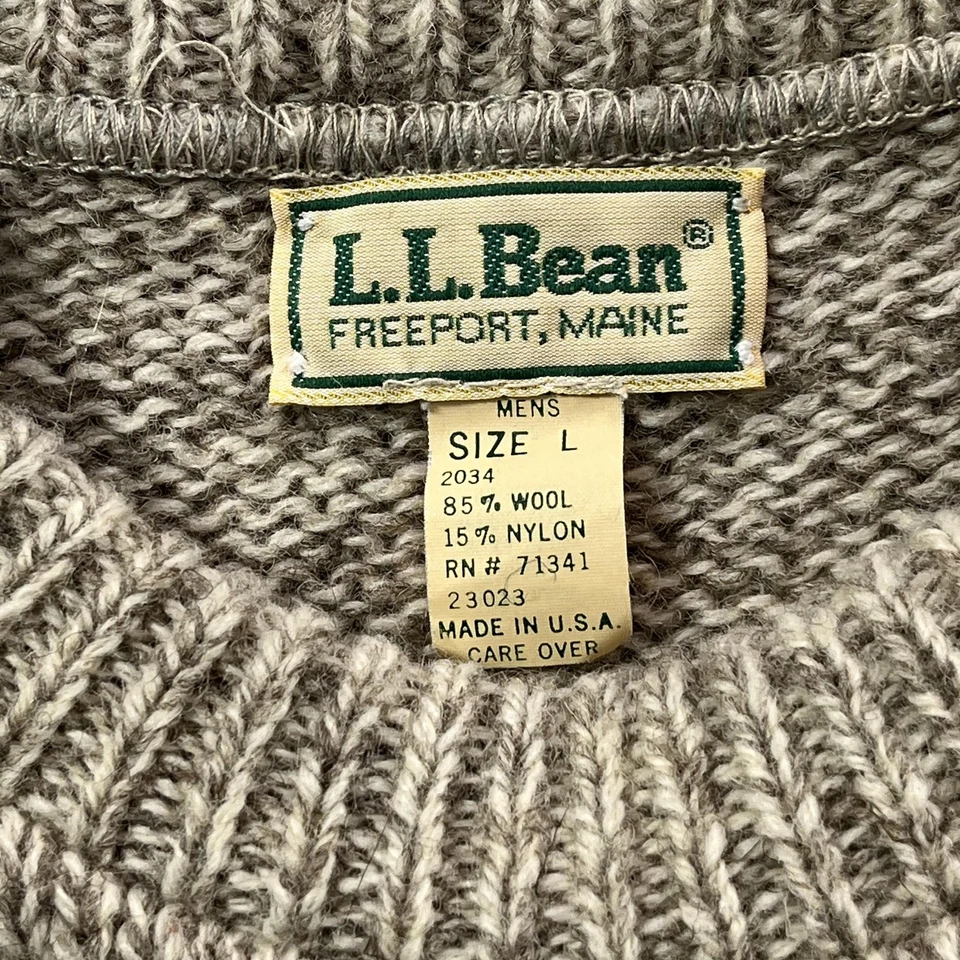 L.L.Bean®
FREEPORT, MAINE
MENS
SIZE L
2034
85% WOOL
15% NYLON
RN# 71341
23023
MADE IN U.S.A.
CARE OVER